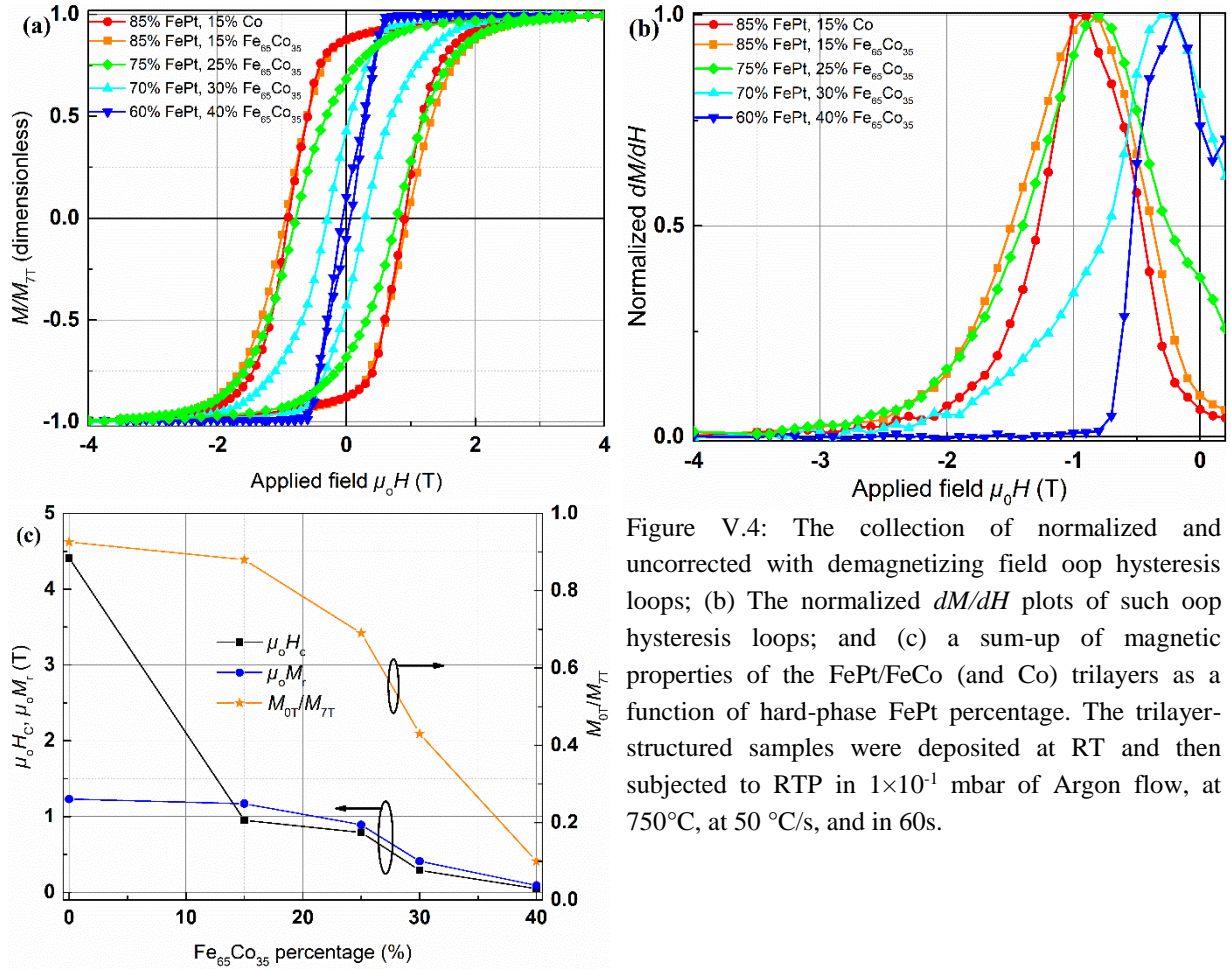 (a)
85% FePt, 15% Co
85% FePt, 15% Fe65Co35
75% FePt, 25% Fe65Co35
70% FePt, 30% Fe65Co35
60% FePt, 40% Fe65Co35
1.0
0.5
0.0
-0.5
-1.0
M/M7T (dimensionless)
-4 -2 0 2 4
Applied field μoH (T)
(b)
85% FePt, 15% Co
85% FePt, 15% Fe65Co35
75% FePt, 25% Fe65Co35
70% FePt, 30% Fe65Co35
60% FePt, 40% Fe65Co35
1.0
0.5
0.0
Normalized dM/dH
-4 -3 -2 -1 0
Applied field μ0H (T)
(c)
5
4
3
2
1
0
μoHC, μoMr (T)
μoHc
μoMr
M0T/M7T
1.0
0.8
0.6
0.4
0.2
0.0
M0T/M7T
0 10 20 30 40
Fe65Co35 percentage (%)
Figure V.4: The collection of normalized and
uncorrected with demagnetizing field oop hysteresis
loops; (b) The normalized dM/dH plots of such oop
hysteresis loops; and (c) a sum-up of magnetic
properties of the FePt/FeCo (and Co) trilayers as a
function of hard-phase FePt percentage. The trilayer-
structured samples were deposited at RT and then
subjected to RTP in 1×10-1 mbar of Argon flow, at
750°C, at 50 °C/s, and in 60s.